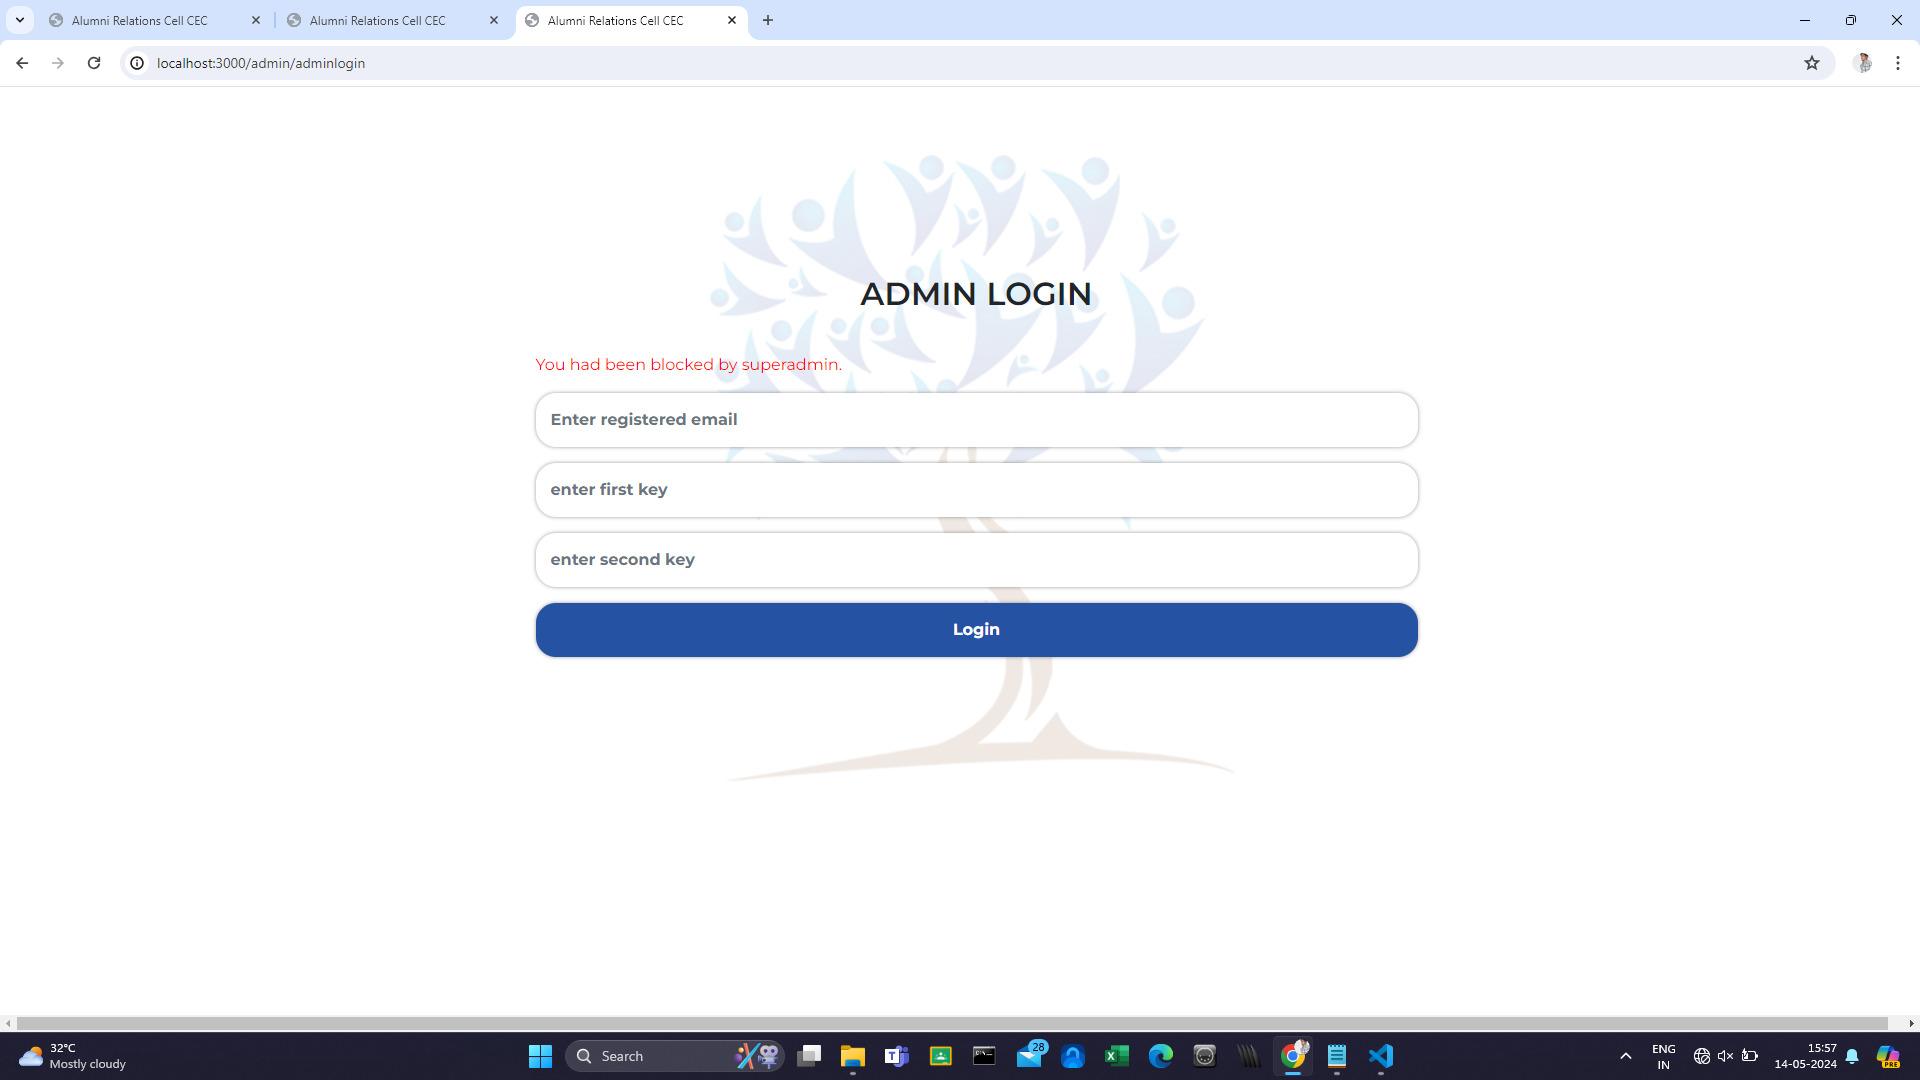 Alumni Relations Cell CEC
Alumni Relations Cell CEC
Alumni Relations Cell CEC
localhost:3000/admin/adminlogin
ADMIN LOGIN
You had been blocked by superadmin.
Enter registered email
enter first key
enter second key
Login
32°C
Mostly cloudy
Search
28
ENG
IN
15:57
14-05-2024
PRE